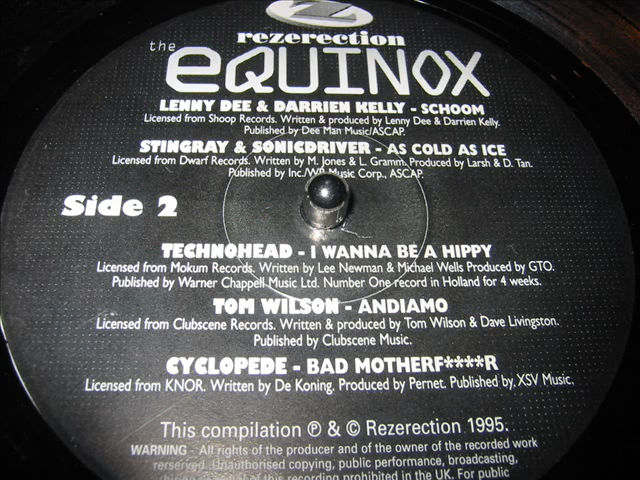 Z
rezerection
the
eQUINOX
LENNY DEE & DARRIEN KELLY - SCHOOM
Licensed from Shoop Records. Written & produced by Lenny Dee & Darrien Kelly.
Published by Dee Man Music/ASCAP.
STINGRAY & SONICDRIVER - AS COLD AS ICE
Licensed from Dwarf Records. Written by M. Jones & L. Gramm. Produced by Larsh & D. Tan.
Published by Inc./WB Music Corp., ASCAP.
Side 2
TECHNOHEAD - I WANNA BE A HIPPY
Licensed from Mokum Records. Written by Lee Newman & Michael Wells Produced by GTO.
Published by Warner Chappell Music Ltd. Number One record in Holland for 4 weeks.
TOM WILSON - ANDIAMO
Licensed from Clubscene Records. Written & produced by Tom Wilson & Dave Livingston.
Published by Clubscene Music.
CYCLOPEDE - BAD MOTHERF****R
Licensed from KNOR. Written by De Koning. Produced by Pernet. Published by XSV Music.
This compilation ℗ & © Rezerection 1995.
WARNING - All rights of the producer and of the owner of the recorded work
rerserved. Unauthorised copying, public performance, broadcasting,
of this recording prohibited in the UK. For public